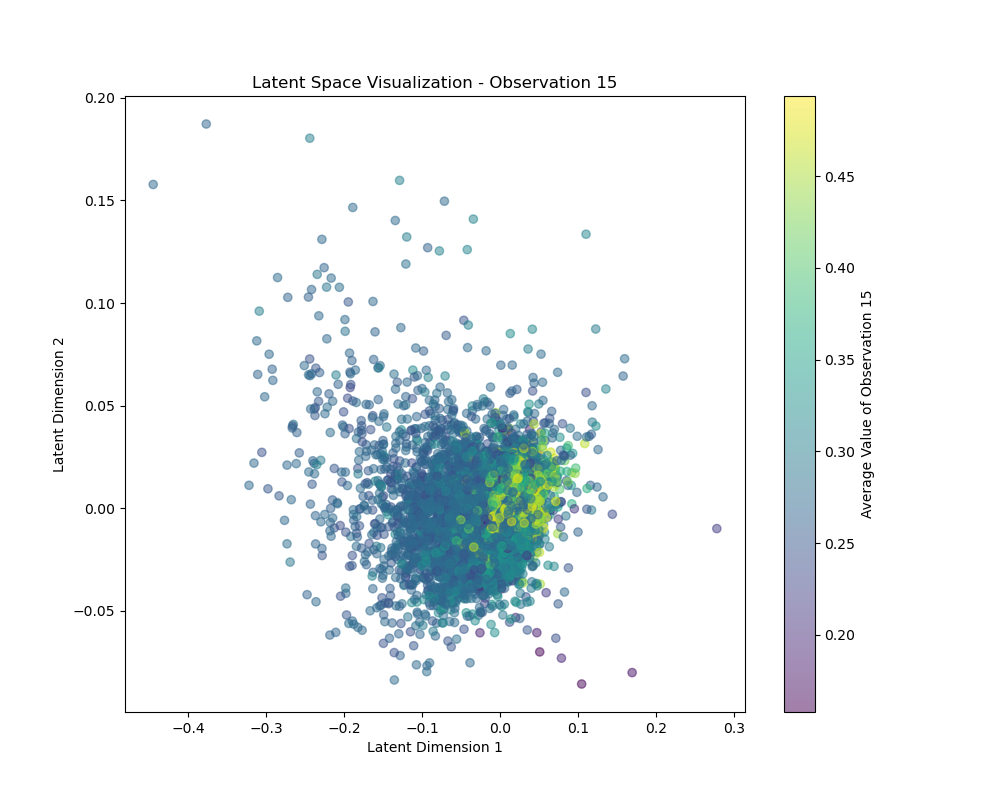 Latent Space Visualization - Observation 15
0.20
0.15
0.10
0.05
0.00
−0.05
Latent Dimension 2
−0.4 −0.3 −0.2 −0.1 0.0 0.1 0.2 0.3
Latent Dimension 1
0.45
0.40
0.35
0.30
0.25
0.20
Average Value of Observation 15